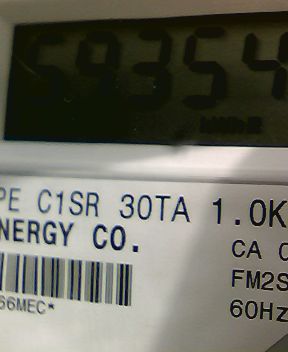 59354
PE C1SR 30TA 1.0K
NERGY CO.
CA
FM2S
60Hz
66MEC*